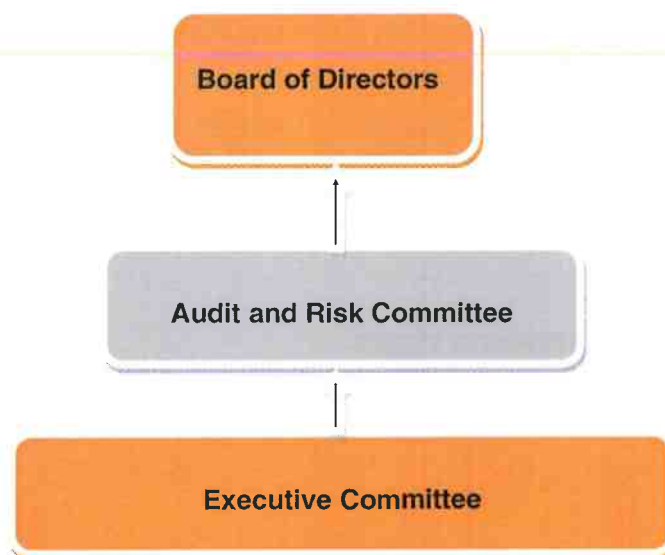 Board of Directors
Audit and Risk Committee
Executive Committee